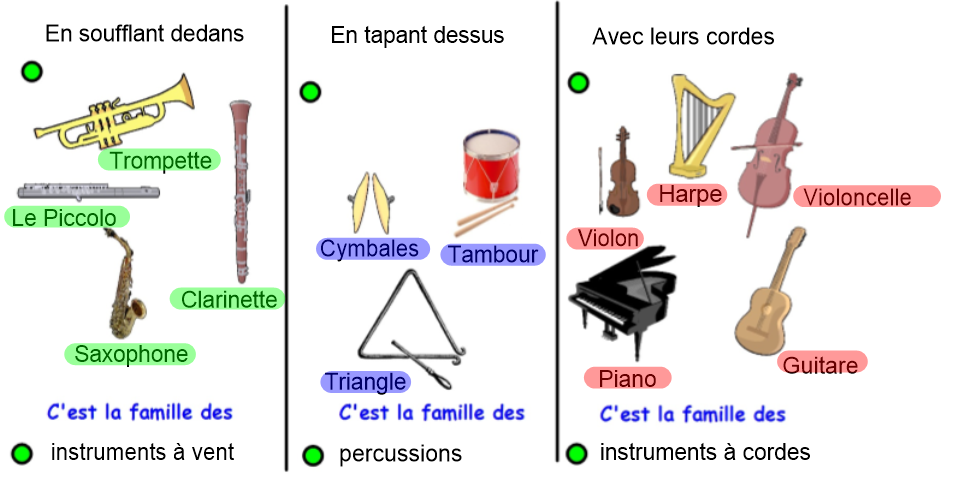 En soufflant dedans
Trompette
Le Piccolo
Clarinette
Saxophone
C'est la famille des
instruments à vent
En tapant dessus
Cymbales
Tambour
Triangle
C'est la famille des
percussions
Avec leurs cordes
Harpe
Violoncelle
Violon
Guitare
Piano
C'est la famille des
instruments à cordes